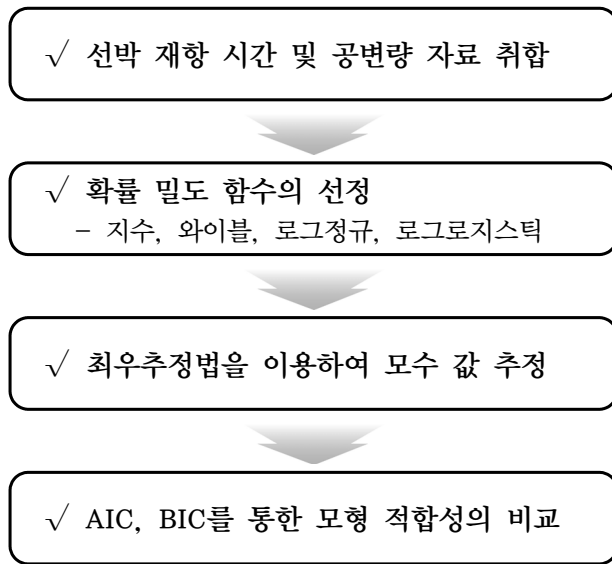 √ 선박 재항 시간 및 공변량 자료 취합
√ 확률 밀도 함수의 선정
- 지수, 와이블, 로그정규, 로그로지스틱
√ 최우추정법을 이용하여 모수 값 추정
√ AIC, BIC를 통한 모형 적합성의 비교